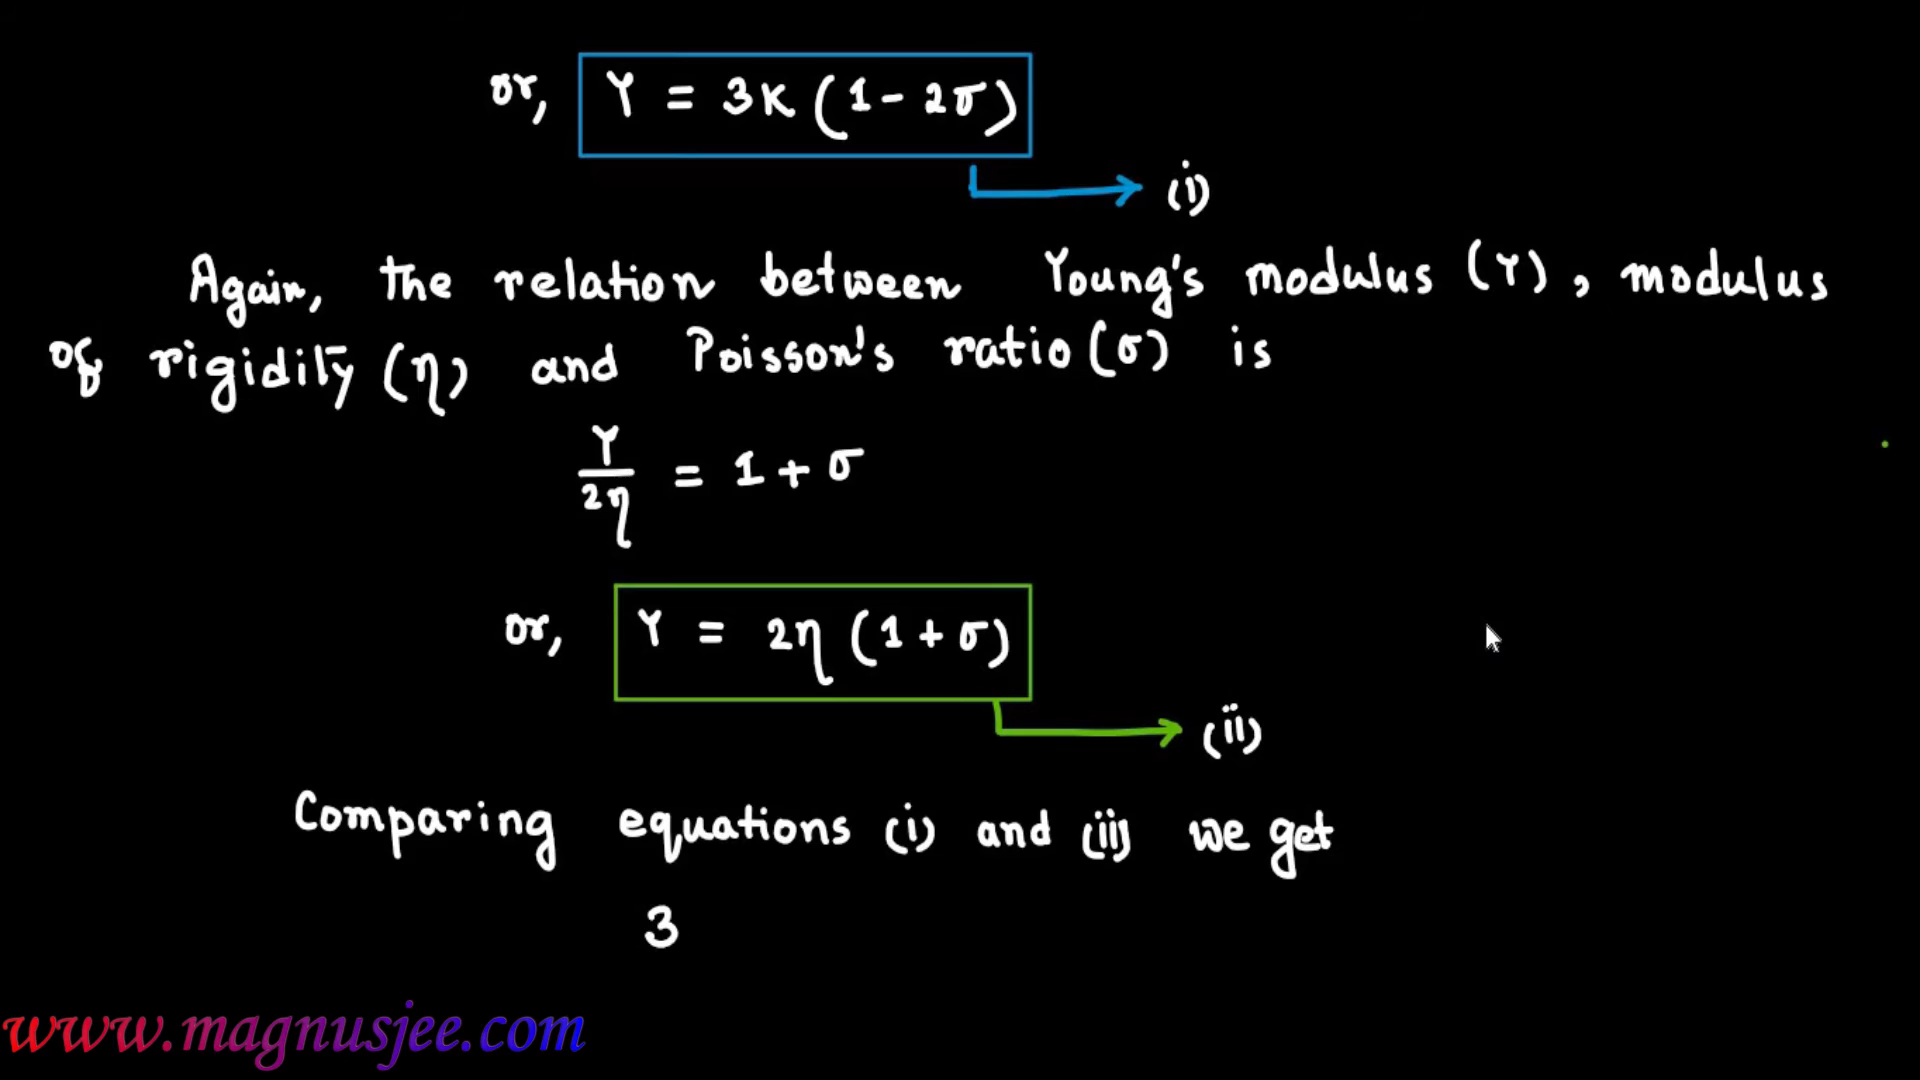 or, Y = 3K (1 - 2σ)
(i)
Again, the relation between Young's modulus (Y), modulus
of rigidity (η) and Poisson's ratio (σ) is
Y/2η = 1 + σ
or, Y = 2η (1 + σ)
(ii)
Comparing equations (i) and (ii) we get
3
www.magnusjee.com